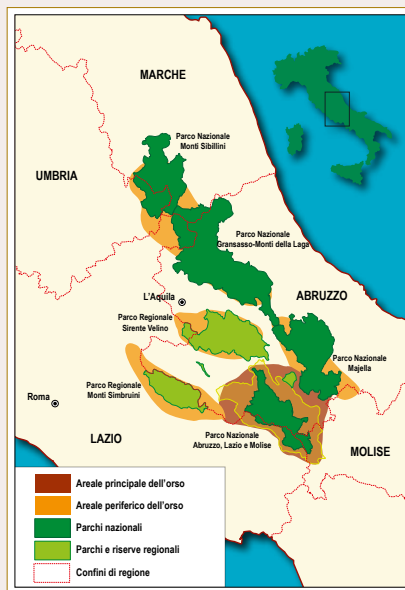 MARCHE
Parco Nazionale
Monti Sibillini
UMBRIA
Parco Nazionale
Gransasso-Monti della Laga
L'Aquila
ABRUZZO
Parco Regionale
Sirente Velino
Parco Nazionale
Majella
Parco Regionale
Monti Simbruini
Roma
Parco Nazionale
Abruzzo, Lazio e Molise
LAZIO
MOLISE
Areale principale dell'orso
Areale periferico dell'orso
Parchi nazionali
Parchi e riserve regionali
Confini di regione